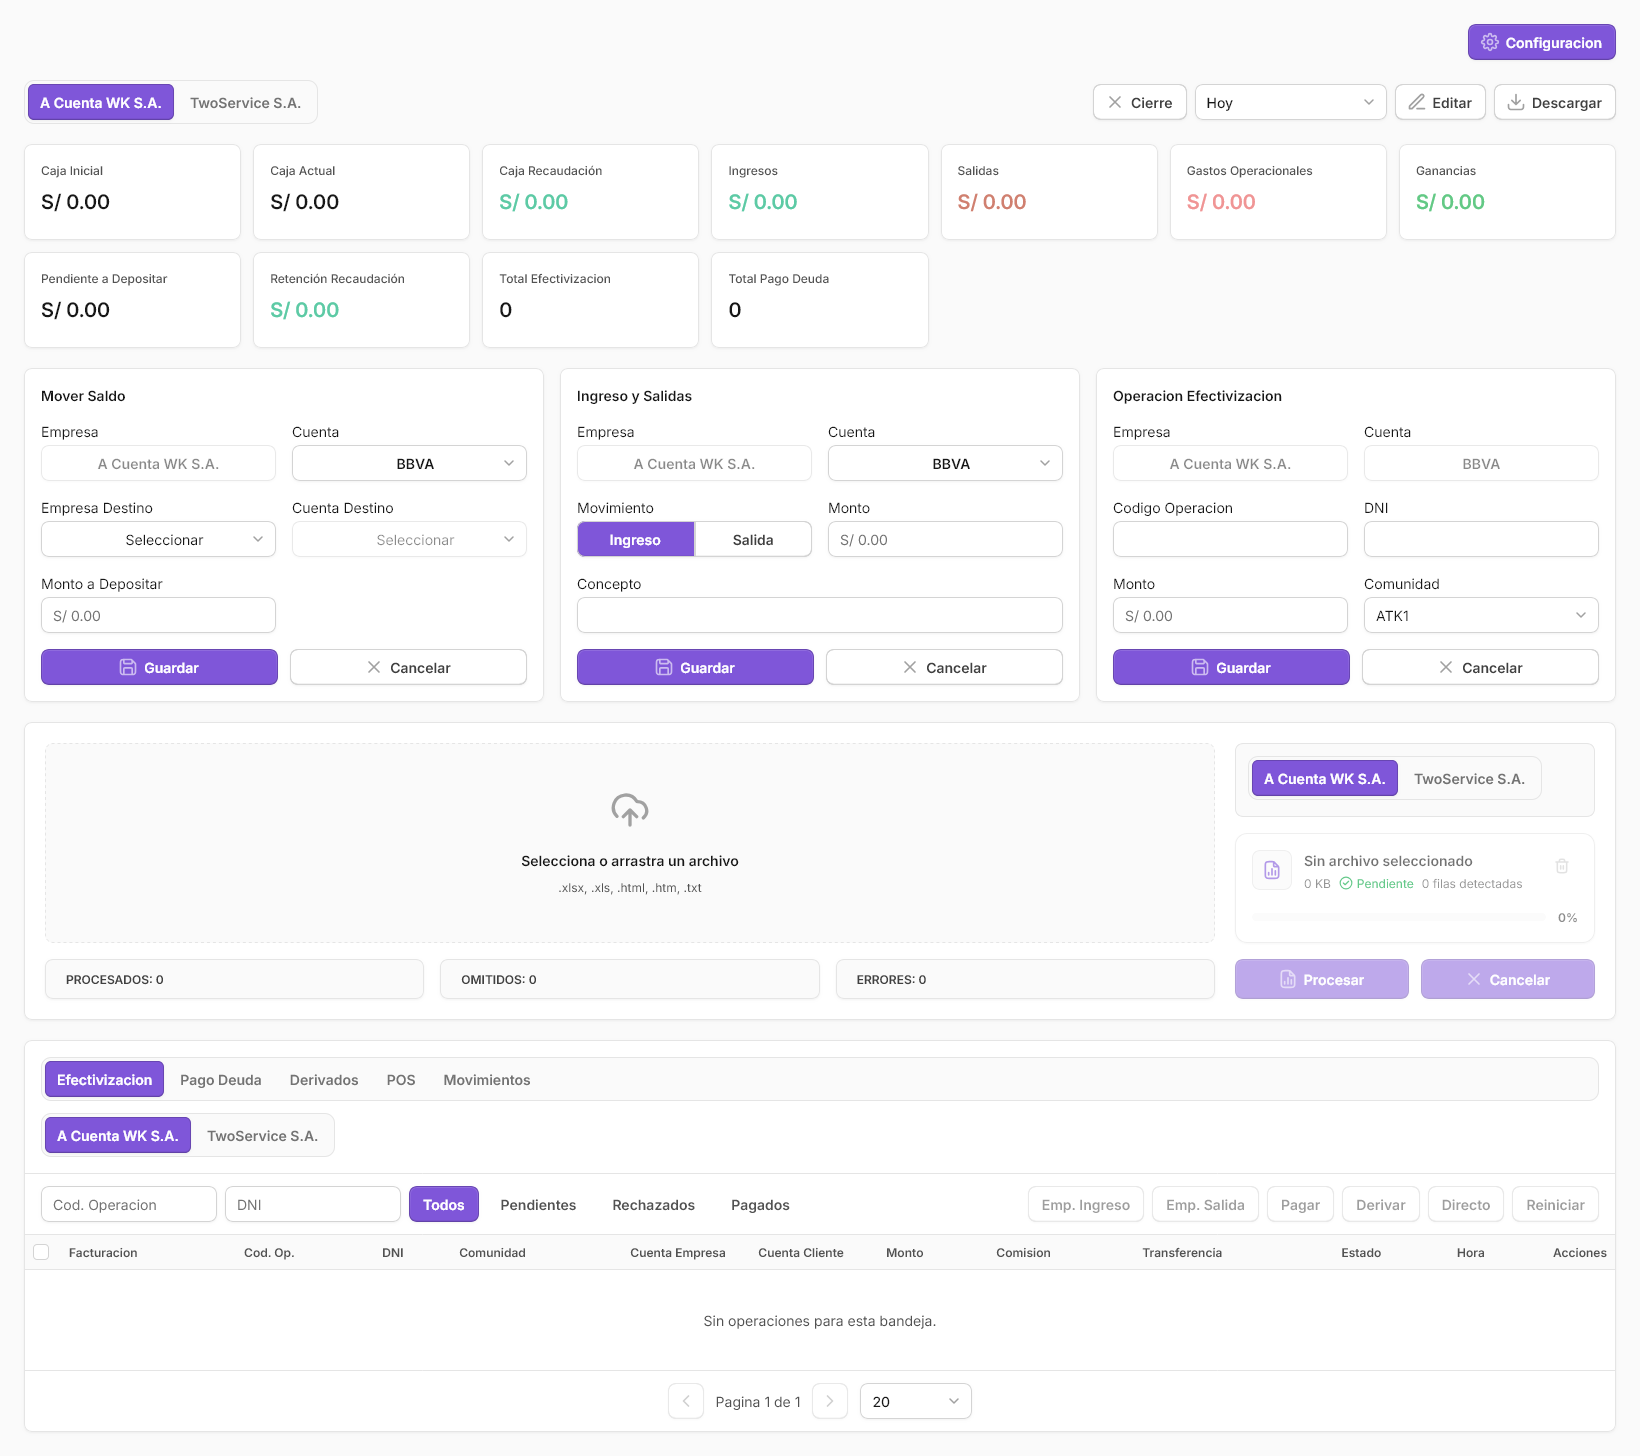 Configuracion
A Cuenta WK S.A. TwoService S.A. Cierre Hoy Editar Descargar
Caja Inicial Caja Actual Caja Recaudación Ingresos Salidas Gastos Operacionales Ganancias
S/ 0.00 S/ 0.00 S/ 0.00 S/ 0.00 S/ 0.00 S/ 0.00 S/ 0.00
Pendiente a Depositar Retención Recaudación Total Efectivizacion Total Pago Deuda
S/ 0.00 S/ 0.00 0 0
Mover Saldo
Empresa Cuenta
A Cuenta WK S.A. BBVA
Empresa Destino Cuenta Destino
Seleccionar Seleccionar
Monto a Depositar
S/ 0.00
Guardar Cancelar
Ingreso y Salidas
Empresa Cuenta
A Cuenta WK S.A. BBVA
Movimiento Monto
Ingreso Salida S/ 0.00
Concepto
Guardar Cancelar
Operacion Efectivizacion
Empresa Cuenta
A Cuenta WK S.A. BBVA
Codigo Operacion DNI
Monto Comunidad
S/ 0.00 ATK1
Guardar Cancelar
Selecciona o arrastra un archivo
.xlsx, .xls, .html, .htm, .txt
PROCESADOS: 0 OMITIDOS: 0 ERRORES: 0
A Cuenta WK S.A. TwoService S.A.
Sin archivo seleccionado
0 KB Pendiente 0 filas detectadas
0%
Procesar Cancelar
Efectivizacion Pago Deuda Derivados POS Movimientos
A Cuenta WK S.A. TwoService S.A.
Cod. Operacion DNI Todos Pendientes Rechazados Pagados Emp. Ingreso Emp. Salida Pagar Derivar Directo Reiniciar
Facturacion Cod. Op. DNI Comunidad Cuenta Empresa Cuenta Cliente Monto Comision Transferencia Estado Hora Acciones
Sin operaciones para esta bandeja.
Pagina 1 de 1 20